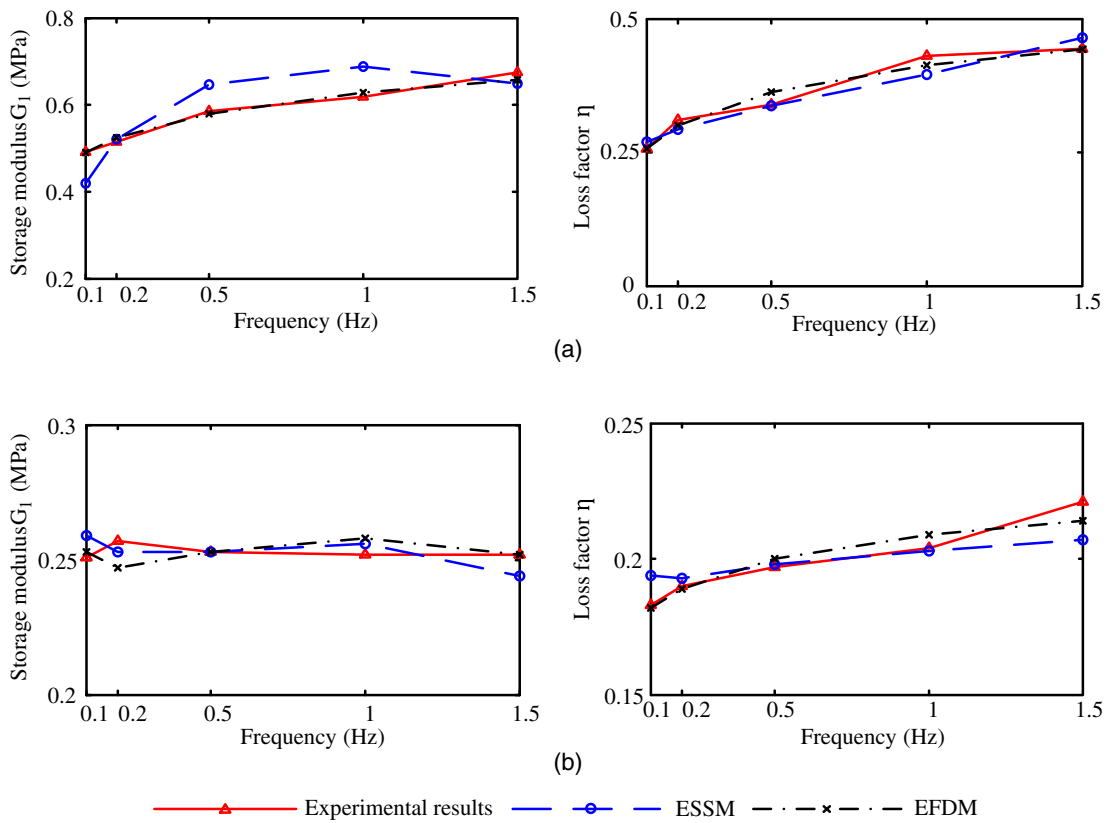 0.8
0.6
0.4
0.2
Storage modulus G1 (MPa)
0.1 0.2 0.5 1 1.5
Frequency (Hz)
0.5
0.25
0
Loss factor η
0.1 0.2 0.5 1 1.5
Frequency (Hz)
(a)
0.3
0.25
0.2
Storage modulus G1 (MPa)
0.1 0.2 0.5 1 1.5
Frequency (Hz)
0.25
0.2
0.15
Loss factor η
0.1 0.2 0.5 1 1.5
Frequency (Hz)
(b)
Experimental results ESSM EFDM